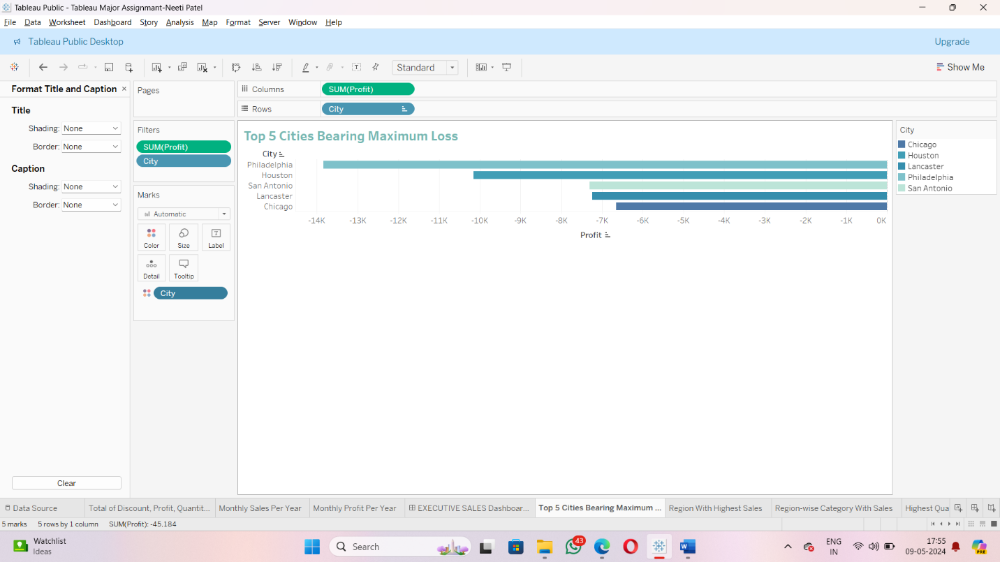 Tableau Public - Tableau Major Assignmant-Neeti Patel
File Data Worksheet Dashboard Story Analysis Map Format Server Window Help
Tableau Public Desktop
Upgrade
Standard
Show Me
Format Title and Caption
Title
Shading: None
Border: None
Caption
Shading: None
Border: None
Clear
Pages
Filters
SUM(Profit)
City
Marks
Automatic
Color Size Label
Detail Tooltip
City
Columns SUM(Profit)
Rows City
Top 5 Cities Bearing Maximum Loss
City
Philadelphia
Houston
San Antonio
Lancaster
Chicago
-14K -13K -12K -11K -10K -9K -8K -7K -6K -5K -4K -3K -2K -1K 0K
Profit
City
Chicago
Houston
Lancaster
Philadelphia
San Antonio
Data Source Total of Discount, Profit, Quantit... Monthly Sales Per Year Monthly Profit Per Year EXECUTIVE SALES Dashboar... Top 5 Cities Bearing Maximum ... Region With Highest Sales Region-wise Category With Sales Highest Qua
5 marks 5 rows by 1 column SUM(Profit): -45,184
Watchlist
Ideas
Search
43
ENG
IN
17:55
09-05-2024
PRE